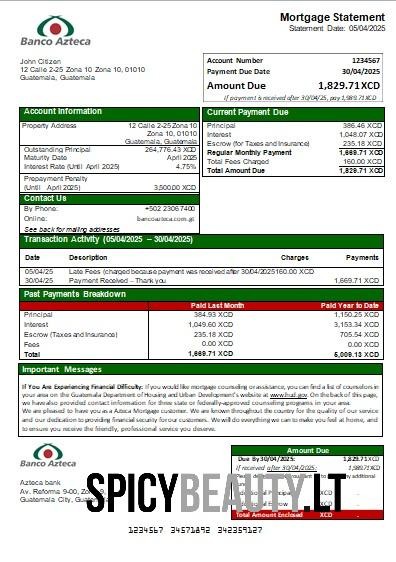 Mortgage Statement
Statement Date: 05/04/2025
Banco Azteca
John Citizen
12 Calle 2-25 Zona 10 Zona 10, 01010
Guatemala, Guatemala
Account Number 1234567
Payment Due Date 30/04/2025
Amount Due 1,829.71 XCD
If payment is received after 30/04/25, pay 1,989.71 XCD
Account Information
Property Address 12 Calle 2-25 Zona 10
Zona 10, 01010
Guatemala, Guatemala
Outstanding Principal 264,776.43 XCD
Maturity Date April 2025
Interest Rate (Until April 2025) 4.75%
Prepayment Penalty
(Until April 2025) 3,500.00 XCD
Contact Us
By Phone: +502 23067400
Online: bancoazteca.com.gt
See back for mailing addresses
Current Payment Due
Principal 386.46 XCD
Interest 1,048.07 XCD
Escrow (for Taxes and Insurance) 235.18 XCD
Regular Monthly Payment 1,669.71 XCD
Total Fees Charged 160.00 XCD
Total Amount Due 1,829.71 XCD
Transaction Activity (05/04/2025 – 30/04/2025)
Date Description Charges Payments
05/04/25 Late Fees (charged because payment was received after 30/04/2025160.00 XCD
30/04/25 Payment Received – Thank you 1,669.71 XCD
Past Payments Breakdown
Paid Last Month Paid Year to Date
Principal 384.93 XCD 1,150.25 XCD
Interest 1,049.60 XCD 3,153.34 XCD
Escrow (Taxes and Insurance) 235.18 XCD 705.54 XCD
Fees 0.00 XCD 0.00 XCD
Total 1,669.71 XCD 5,009.13 XCD
Important Messages
If You Are Experiencing Financial Difficulty: If you would like mortgage counseling or assistance, you can find a list of counselors in
your area on the Guatemala Department of Housing and Urban Development's website at www.hud.gov. On the back of this page,
we have also provided contact information for three state or federally-approved counseling programs in your area.
We are pleased to have you as a Azteca Mortgage customer. We are known throughout the country for the quality of our service
and our dedication to providing financial security for our customers. We will do everything we can to make you feel at home, and
to ensure you receive the friendly, professional service you deserve.
Banco Azteca
Azteca bank
Av. Reforma 9-00, Zona 9,
Guatemala City, Guatemala
Amount Due
Due By 30/04/2025: 1,829.71 XCD
If received after 30/04/2025: 1,989.71 XCD
XCD -
XCD -
Total Amount Enclosed XCD -
SPICYBEAUTY.LT
1234567 34571892 342359127